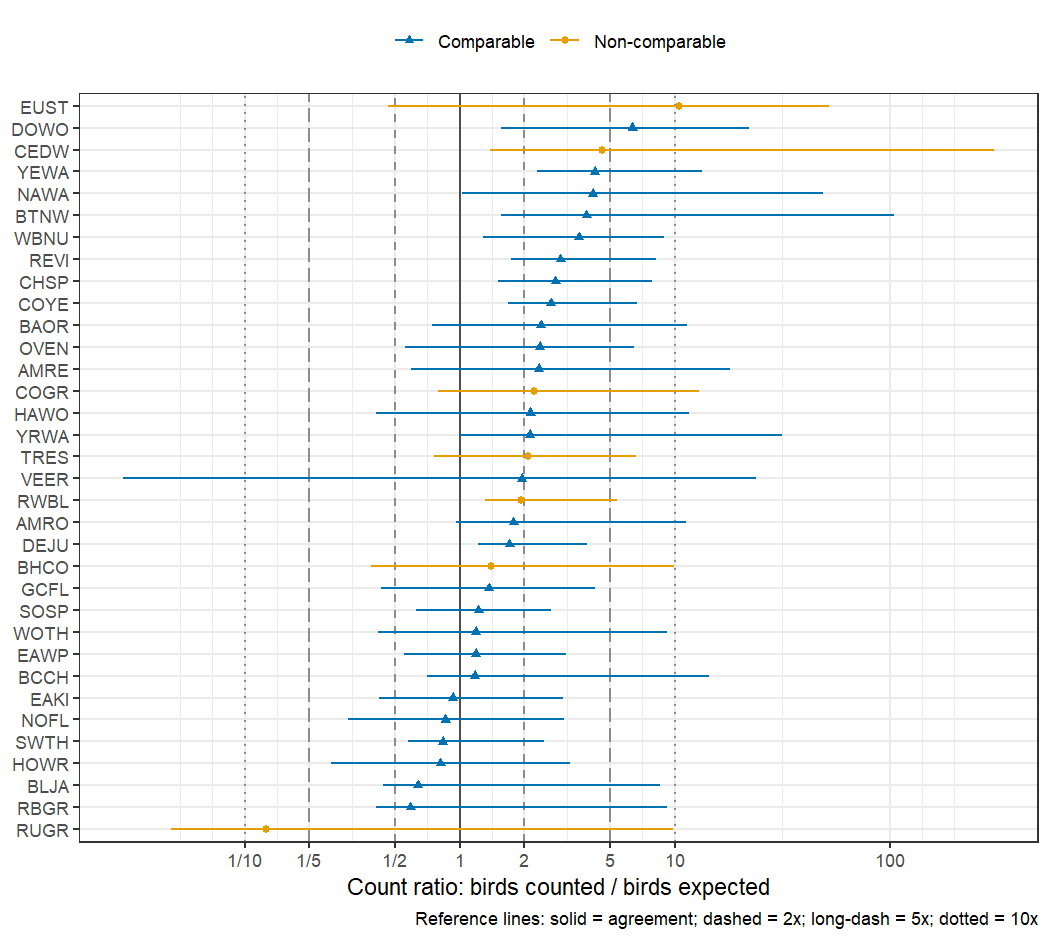 Comparable Non-comparable
EUST
DOWO
CEDW
YEWA
NAWA
BTNW
WBNU
REVI
CHSP
COYE
BAOR
OVEN
AMRE
COGR
HAWO
YRWA
TRES
VEER
RWBL
AMRO
DEJU
BHCO
GCFL
SOSP
WOTH
EAWP
BCCH
EAKI
NOFL
SWTH
HOWR
BLJA
RBGR
RUGR
1/10 1/5 1/2 1 2 5 10 100
Count ratio: birds counted / birds expected
Reference lines: solid = agreement; dashed = 2x; long-dash = 5x; dotted = 10x